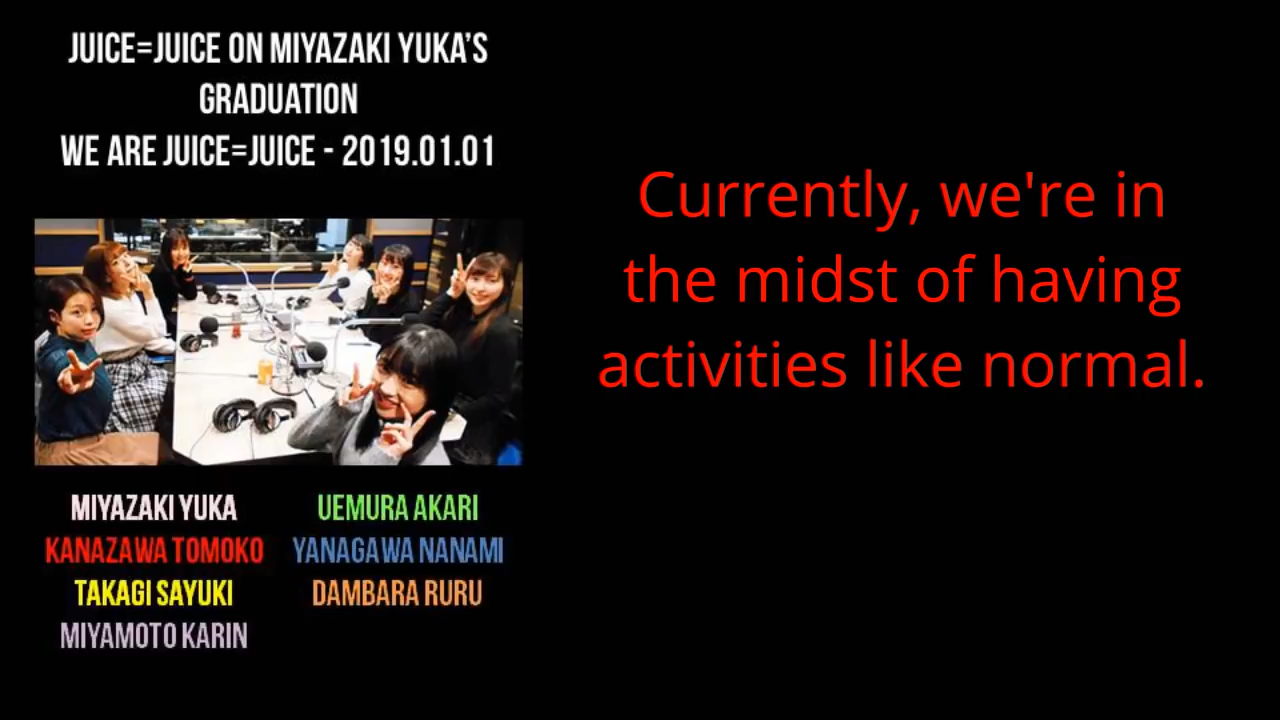 JUICE=JUICE ON MIYAZAKI YUKA'S
GRADUATION
WE ARE JUICE=JUICE - 2019.01.01
Currently, we're in
the midst of having
activities like normal.
MIYAZAKI YUKA
KANAZAWA TOMOKO
TAKAGI SAYUKI
MIYAMOTO KARIN
UEMURA AKARI
YANAGAWA NANAMI
DAMBARA RURU